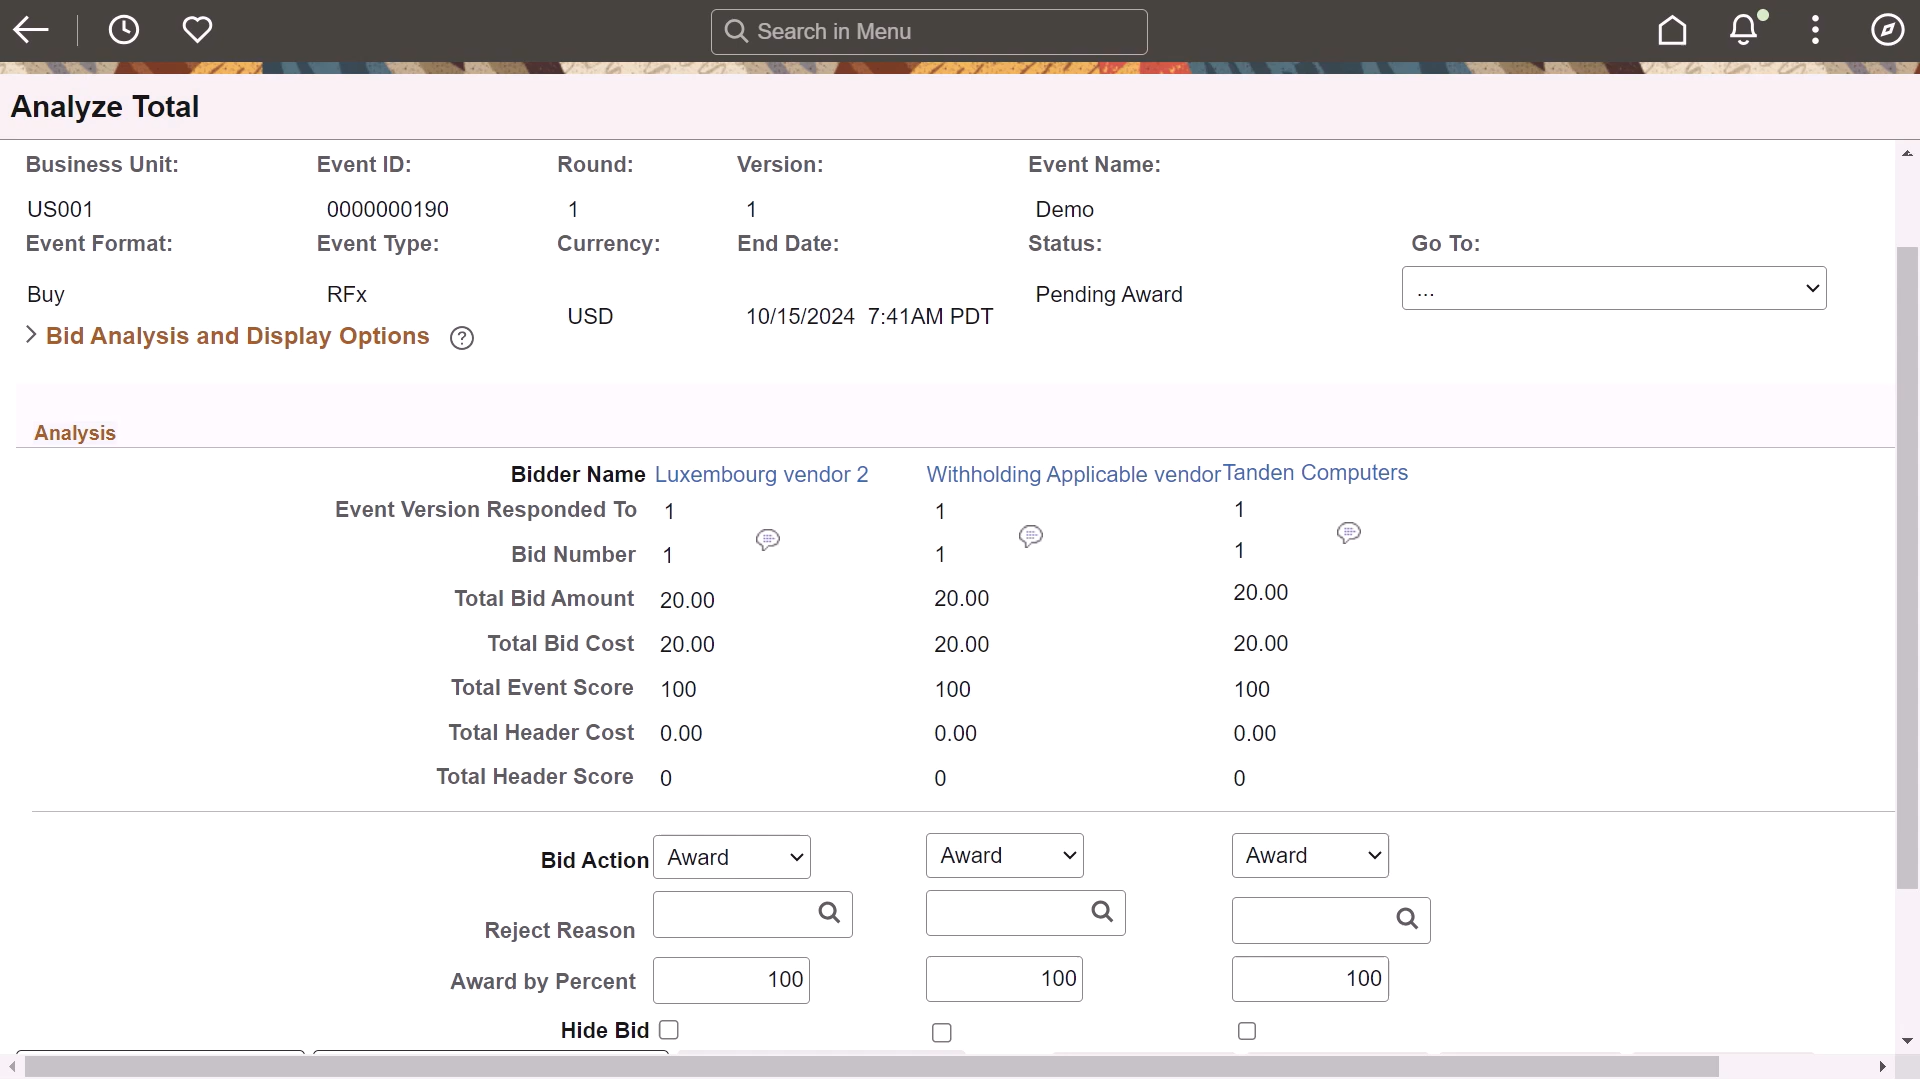 Search in Menu
Analyze Total
Business Unit: Event ID: Round: Version: Event Name:
US001 0000000190 1 1 Demo
Event Format: Event Type: Currency: End Date: Status: Go To:
Buy RFx USD 10/15/2024 7:41AM PDT Pending Award ...
Bid Analysis and Display Options ?
Analysis
Bidder Name Luxembourg vendor 2 Withholding Applicable vendor Tanden Computers
Event Version Responded To 1 1 1
Bid Number 1 1 1
Total Bid Amount 20.00 20.00 20.00
Total Bid Cost 20.00 20.00 20.00
Total Event Score 100 100 100
Total Header Cost 0.00 0.00 0.00
Total Header Score 0 0 0
Bid Action Award Award Award
Reject Reason
Award by Percent 100 100 100
Hide Bid